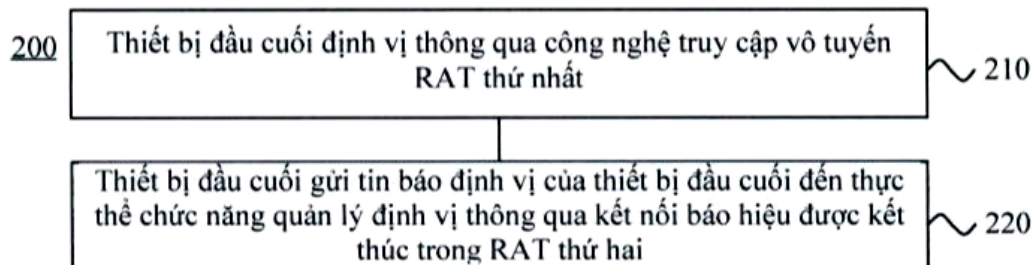 200
Thiết bị đầu cuối định vị thông qua công nghệ truy cập vô tuyến
RAT thứ nhất
210
Thiết bị đầu cuối gửi tin báo định vị của thiết bị đầu cuối đến thực
thể chức năng quản lý định vị thông qua kết nối báo hiệu được kết
thúc trong RAT thứ hai
220